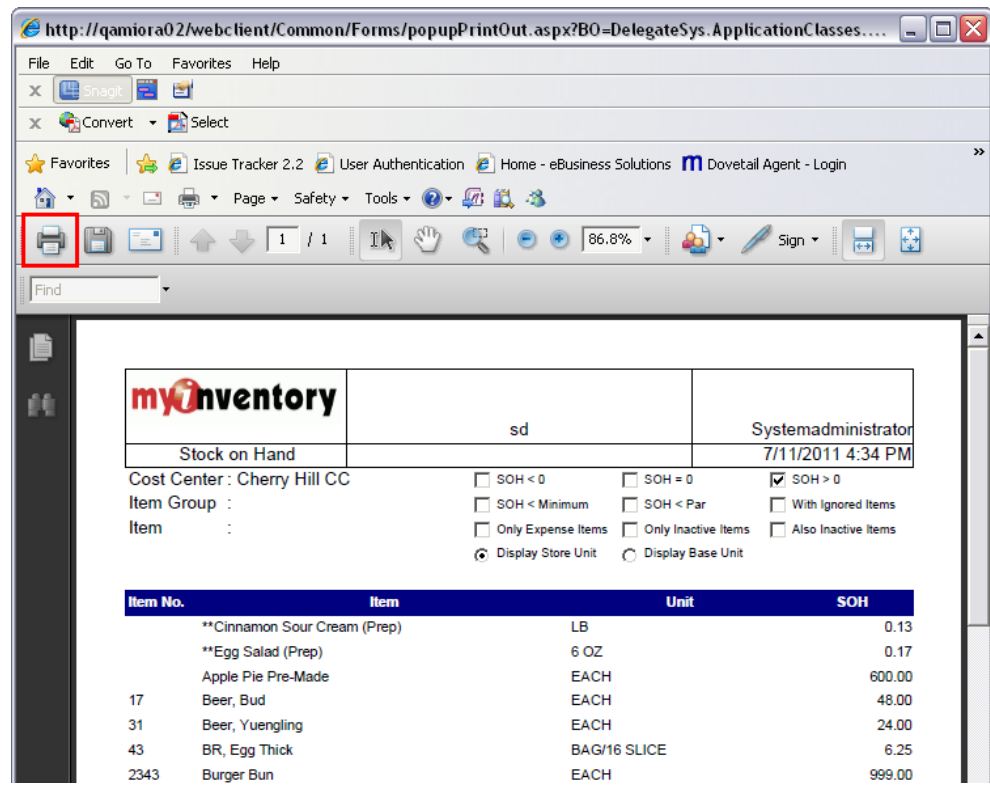 http://qamiora02/webclient/Common/Forms/popupPrintOut.aspx?BO=DelegateSys.ApplicationClasses....
File Edit Go To Favorites Help
x Snagit
x Convert Select
Favorites Issue Tracker 2.2 User Authentication Home - eBusiness Solutions m Dovetail Agent - Login »
Page Safety Tools
1 / 1 86.8% Sign
Find
myinventory
sd Systemadministrator
Stock on Hand 7/11/2011 4:34 PM
Cost Center : Cherry Hill CC SOH < 0 SOH = 0 SOH > 0
Item Group : SOH < Minimum SOH < Par With Ignored Items
Item : Only Expense Items Only Inactive Items Also Inactive Items
Display Store Unit Display Base Unit
Item No. Item Unit SOH
**Cinnamon Sour Cream (Prep) LB 0.13
**Egg Salad (Prep) 6 OZ 0.17
Apple Pie Pre-Made EACH 600.00
17 Beer, Bud EACH 48.00
31 Beer, Yuengling EACH 24.00
43 BR, Egg Thick BAG/16 SLICE 6.25
2343 Burger Bun EACH 999.00